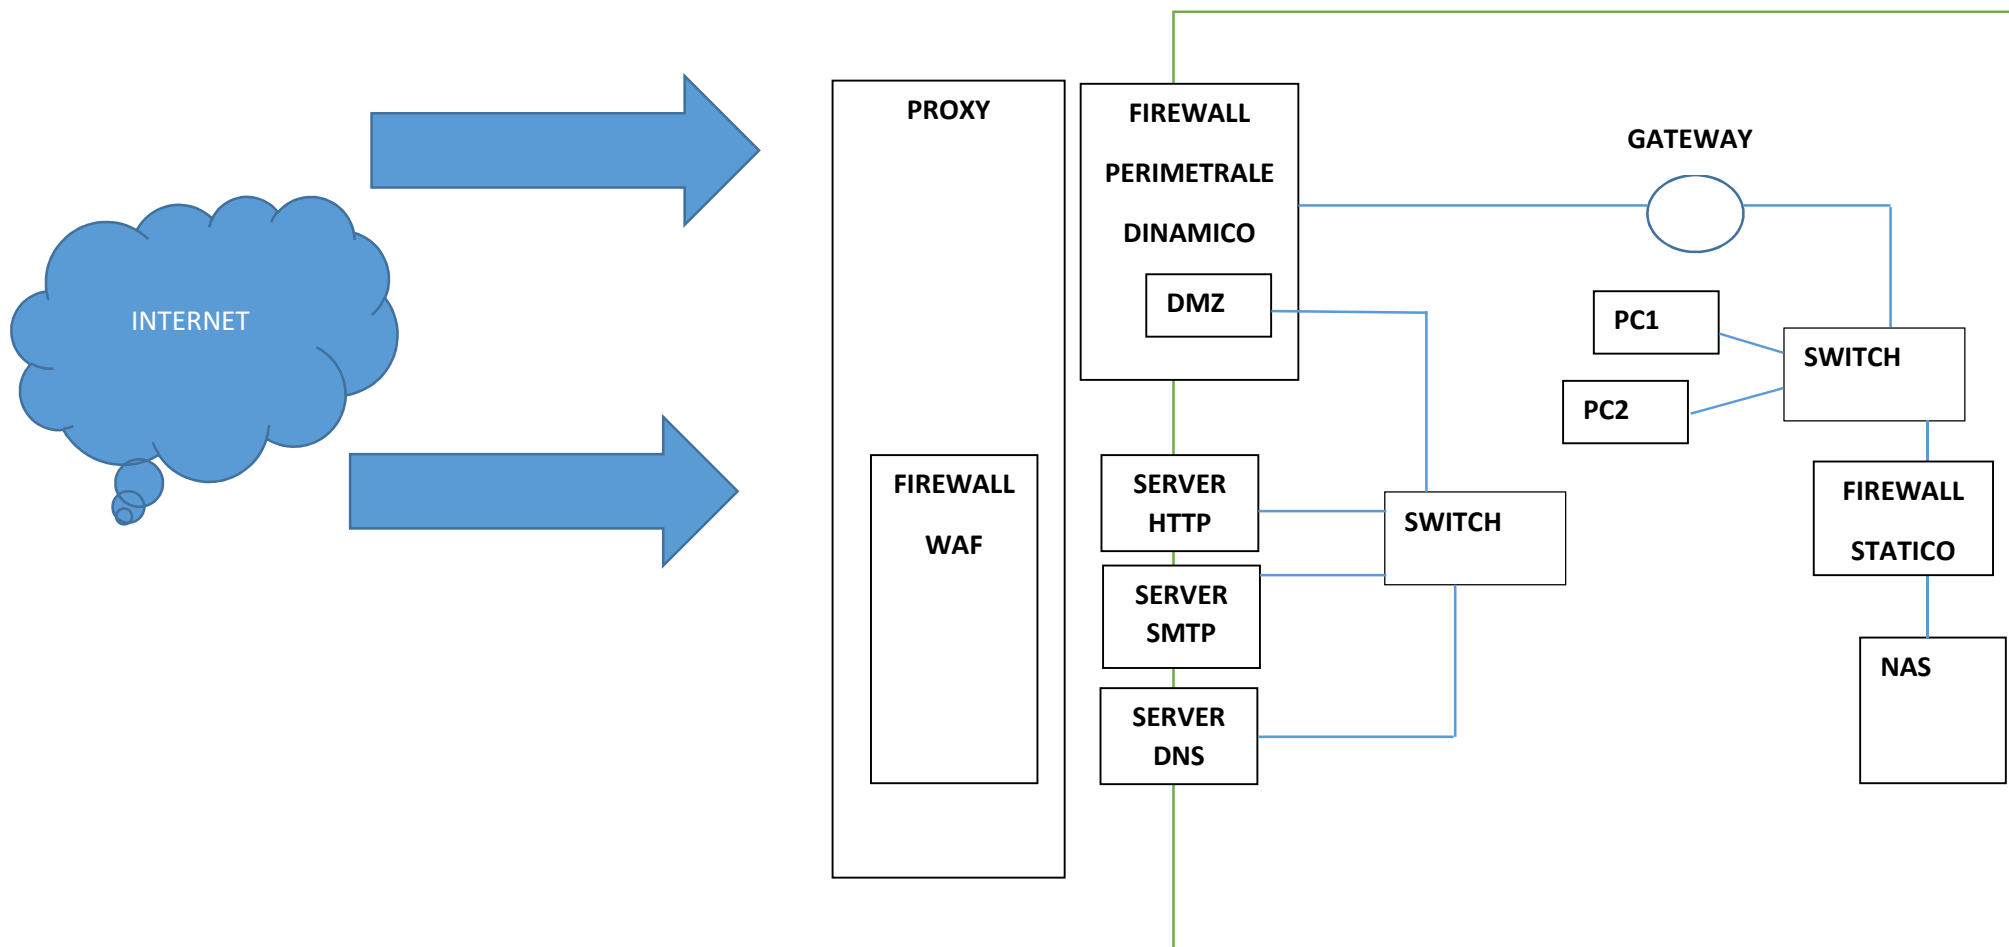 INTERNET
PROXY
FIREWALL
WAF
FIREWALL
PERIMETRALE
DINAMICO
DMZ
SERVER
HTTP
SERVER
SMTP
SERVER
DNS
SWITCH
GATEWAY
PC1
PC2
SWITCH
FIREWALL
STATICO
NAS